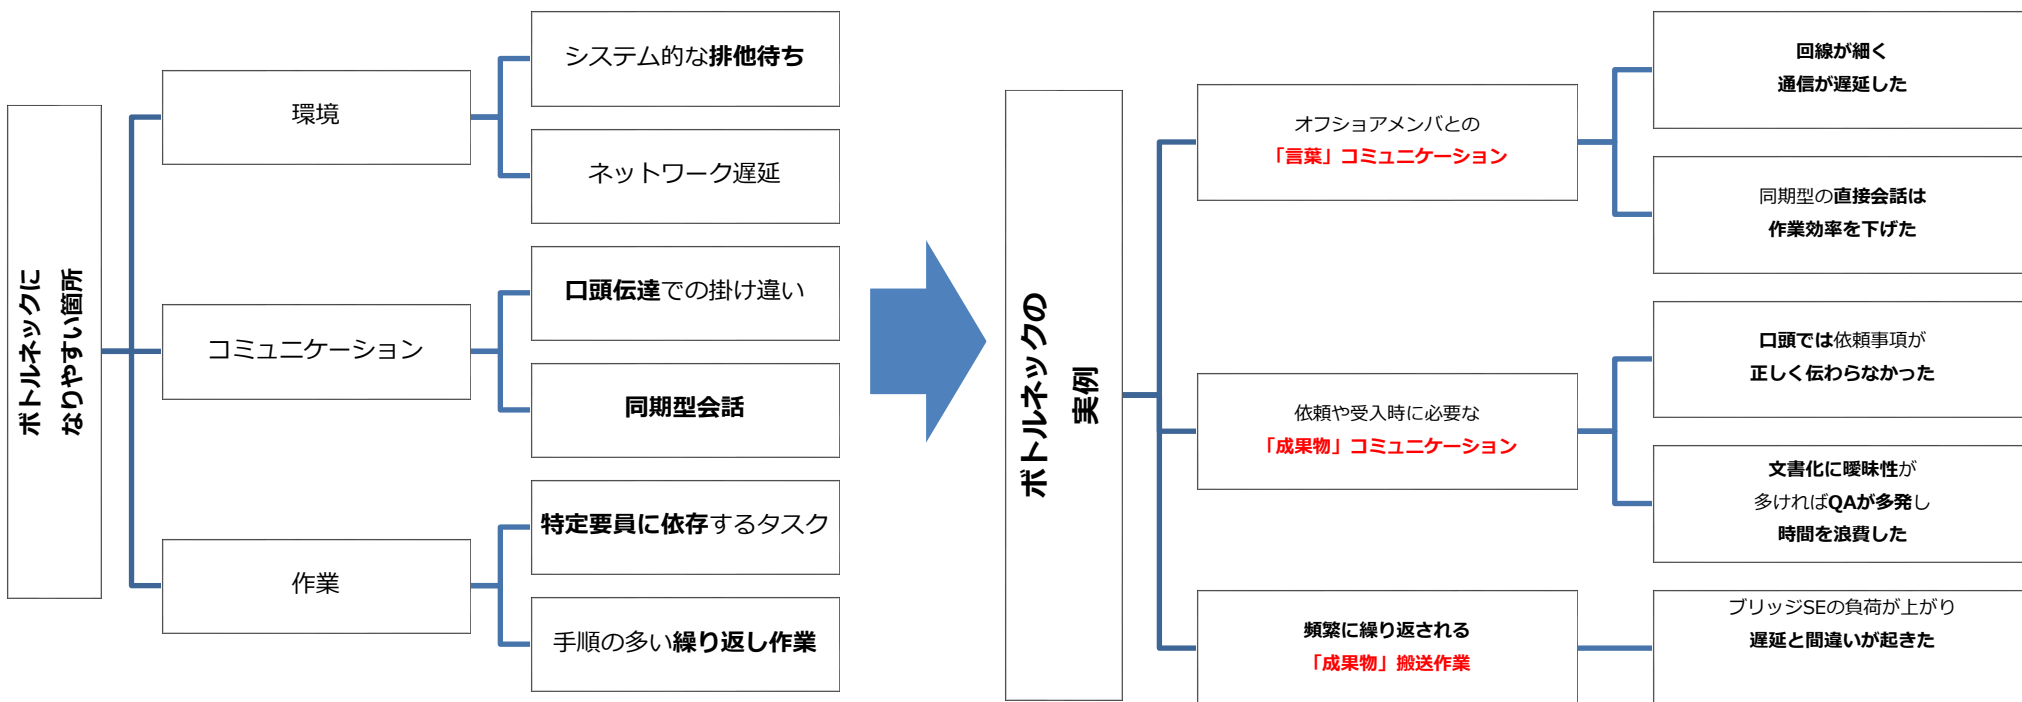 ボトルネックに
なりやすい箇所
環境
システム的な排他待ち
ネットワーク遅延
コミュニケーション
口頭伝達での掛け違い
同期型会話
作業
特定要員に依存するタスク
手順の多い繰り返し作業
ボトルネックの
実例
オフショアメンバとの
「言葉」コミュニケーション
回線が細く
通信が遅延した
同期型の直接会話は
作業効率を下げた
依頼や受入時に必要な
「成果物」コミュニケーション
口頭では依頼事項が
正しく伝わらなかった
文書化に曖昧性が
多ければQAが多発し
時間を浪費した
頻繁に繰り返される
「成果物」搬送作業
ブリッジSEの負荷が上がり
遅延と間違いが起きた